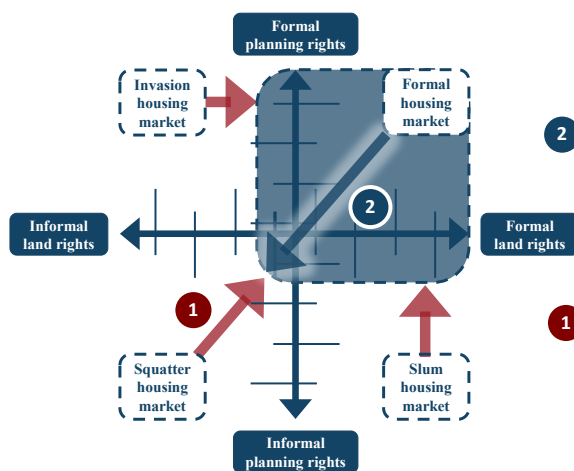 Formal
planning rights
Invasion
housing
market
Formal
housing
market
2
2
Informal
land rights
Formal
land rights
1
1
Squatter
housing
market
Slum
housing
market
Informal
planning rights